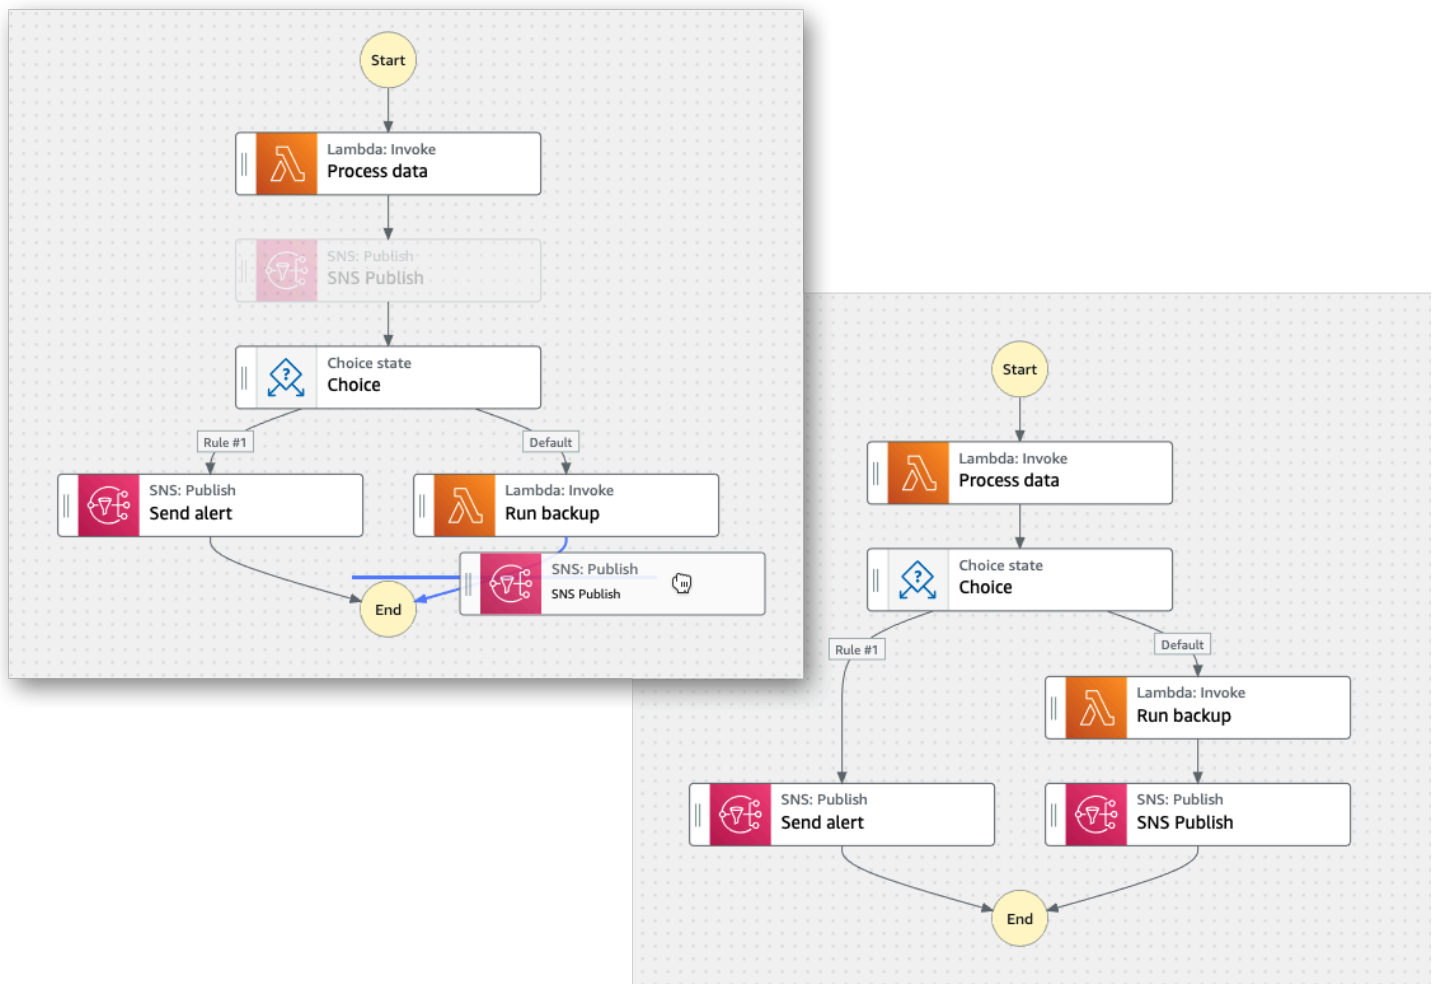 Start
Lambda: Invoke
Process data
SNS: Publish
SNS Publish
Choice state
Choice
?
Rule #1
Default
SNS: Publish
Send alert
Lambda: Invoke
Run backup
SNS: Publish
SNS Publish
End
Start
Lambda: Invoke
Process data
Choice state
Choice
?
Rule #1
Default
Lambda: Invoke
Run backup
SNS: Publish
Send alert
SNS: Publish
SNS Publish
End